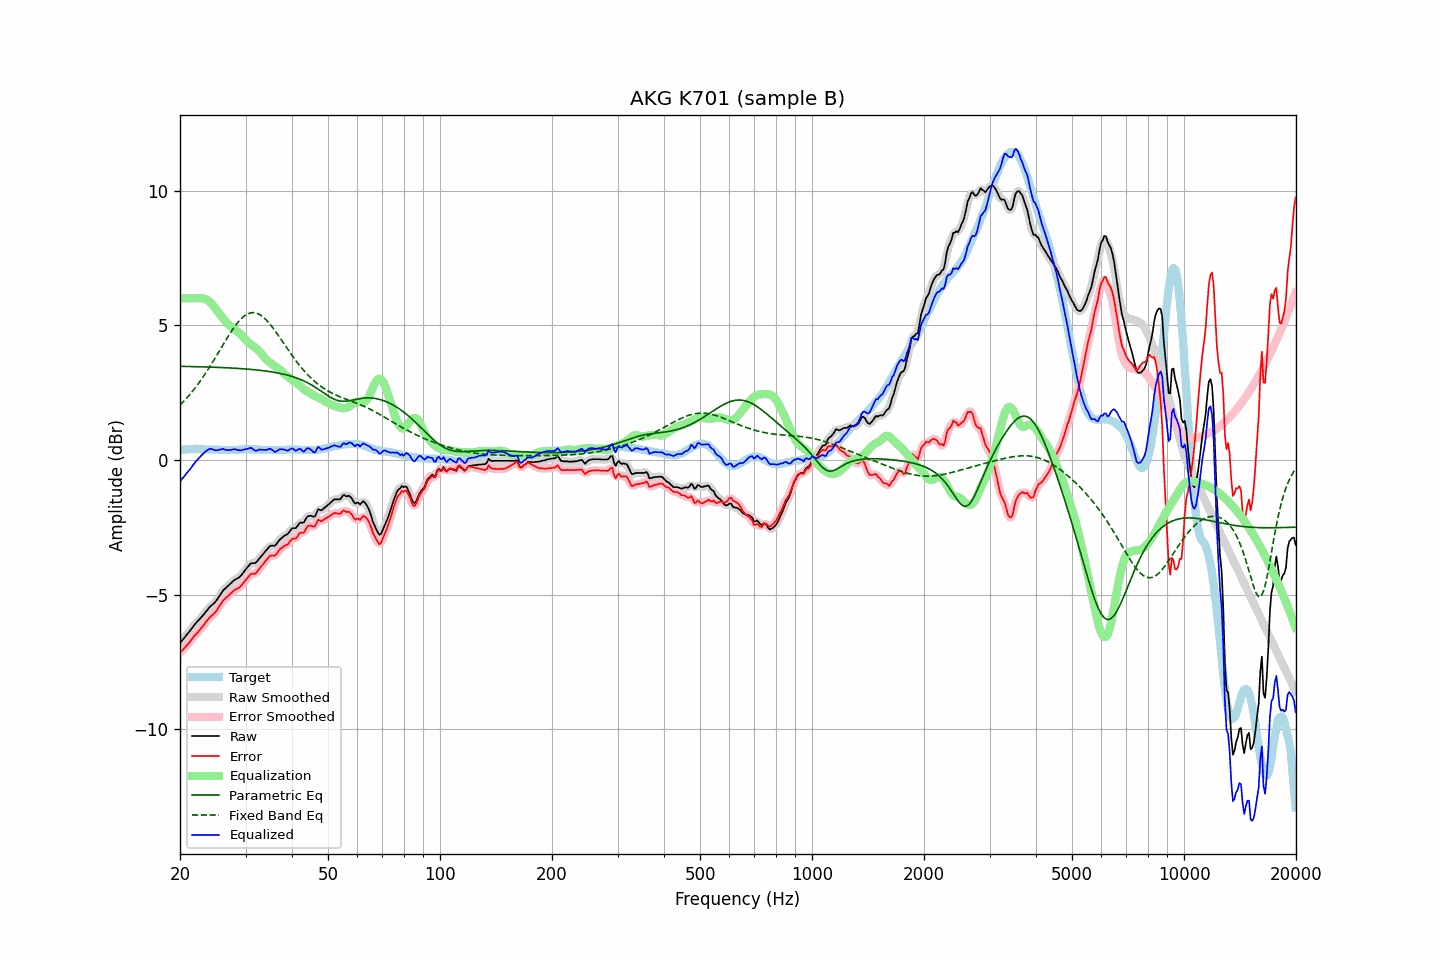 AKG K701 (sample B)
Amplitude (dBr)
10
5
0
−5
−10
Target
Raw Smoothed
Error Smoothed
Raw
Error
Equalization
Parametric Eq
Fixed Band Eq
Equalized
20 50 100 200 500 1000 2000 5000 10000 20000
Frequency (Hz)